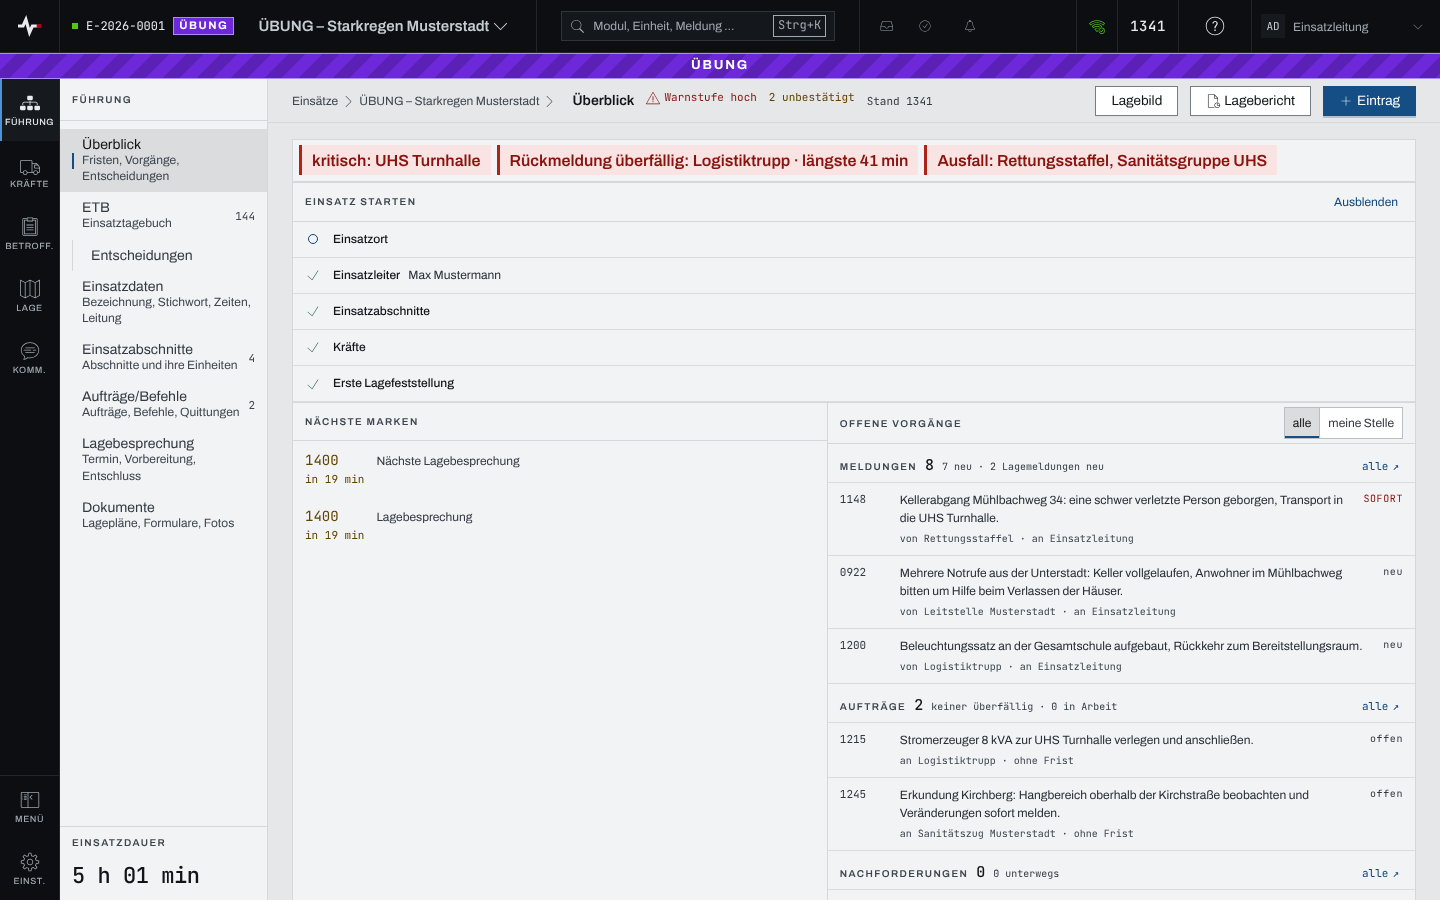 E-2026-0001 ÜBUNG ÜBUNG – Starkregen Musterstadt Modul, Einheit, Meldung ... Strg+K 1341 AD Einsatzleitung
ÜBUNG
FÜHRUNG
KRÄFTE
BETROFF.
LAGE
KOMM.
MENÜ
EINST.
FÜHRUNG
Überblick
Fristen, Vorgänge,
Entscheidungen
ETB
Einsatztagebuch
144
Entscheidungen
Einsatzdaten
Bezeichnung, Stichwort, Zeiten,
Leitung
Einsatzabschnitte
Abschnitte und ihre Einheiten
4
Aufträge/Befehle
Aufträge, Befehle, Quittungen
2
Lagebesprechung
Termin, Vorbereitung,
Entschluss
Dokumente
Lagepläne, Formulare, Fotos
EINSATZDAUER
5 h 01 min
Einsätze ÜBUNG – Starkregen Musterstadt Überblick Warnstufe hoch 2 unbestätigt Stand 1341
Lagebild Lagebericht + Eintrag
kritisch: UHS Turnhalle Rückmeldung überfällig: Logistiktrupp · längste 41 min Ausfall: Rettungsstaffel, Sanitätsgruppe UHS
EINSATZ STARTEN Ausblenden
Einsatzort
Einsatzleiter Max Mustermann
Einsatzabschnitte
Kräfte
Erste Lagefeststellung
NÄCHSTE MARKEN
1400 Nächste Lagebesprechung
in 19 min
1400 Lagebesprechung
in 19 min
OFFENE VORGÄNGE alle meine Stelle
MELDUNGEN 8 7 neu · 2 Lagemeldungen neu alle ↗
1148 Kellerabgang Mühlbachweg 34: eine schwer verletzte Person geborgen, Transport in SOFORT
die UHS Turnhalle.
von Rettungsstaffel · an Einsatzleitung
0922 Mehrere Notrufe aus der Unterstadt: Keller vollgelaufen, Anwohner im Mühlbachweg neu
bitten um Hilfe beim Verlassen der Häuser.
von Leitstelle Musterstadt · an Einsatzleitung
1200 Beleuchtungssatz an der Gesamtschule aufgebaut, Rückkehr zum Bereitstellungsraum. neu
von Logistiktrupp · an Einsatzleitung
AUFTRÄGE 2 keiner überfällig · 0 in Arbeit alle ↗
1215 Stromerzeuger 8 kVA zur UHS Turnhalle verlegen und anschließen. offen
an Logistiktrupp · ohne Frist
1245 Erkundung Kirchberg: Hangbereich oberhalb der Kirchstraße beobachten und offen
Veränderungen sofort melden.
an Sanitätszug Musterstadt · ohne Frist
NACHFORDERUNGEN 0 0 unterwegs alle ↗